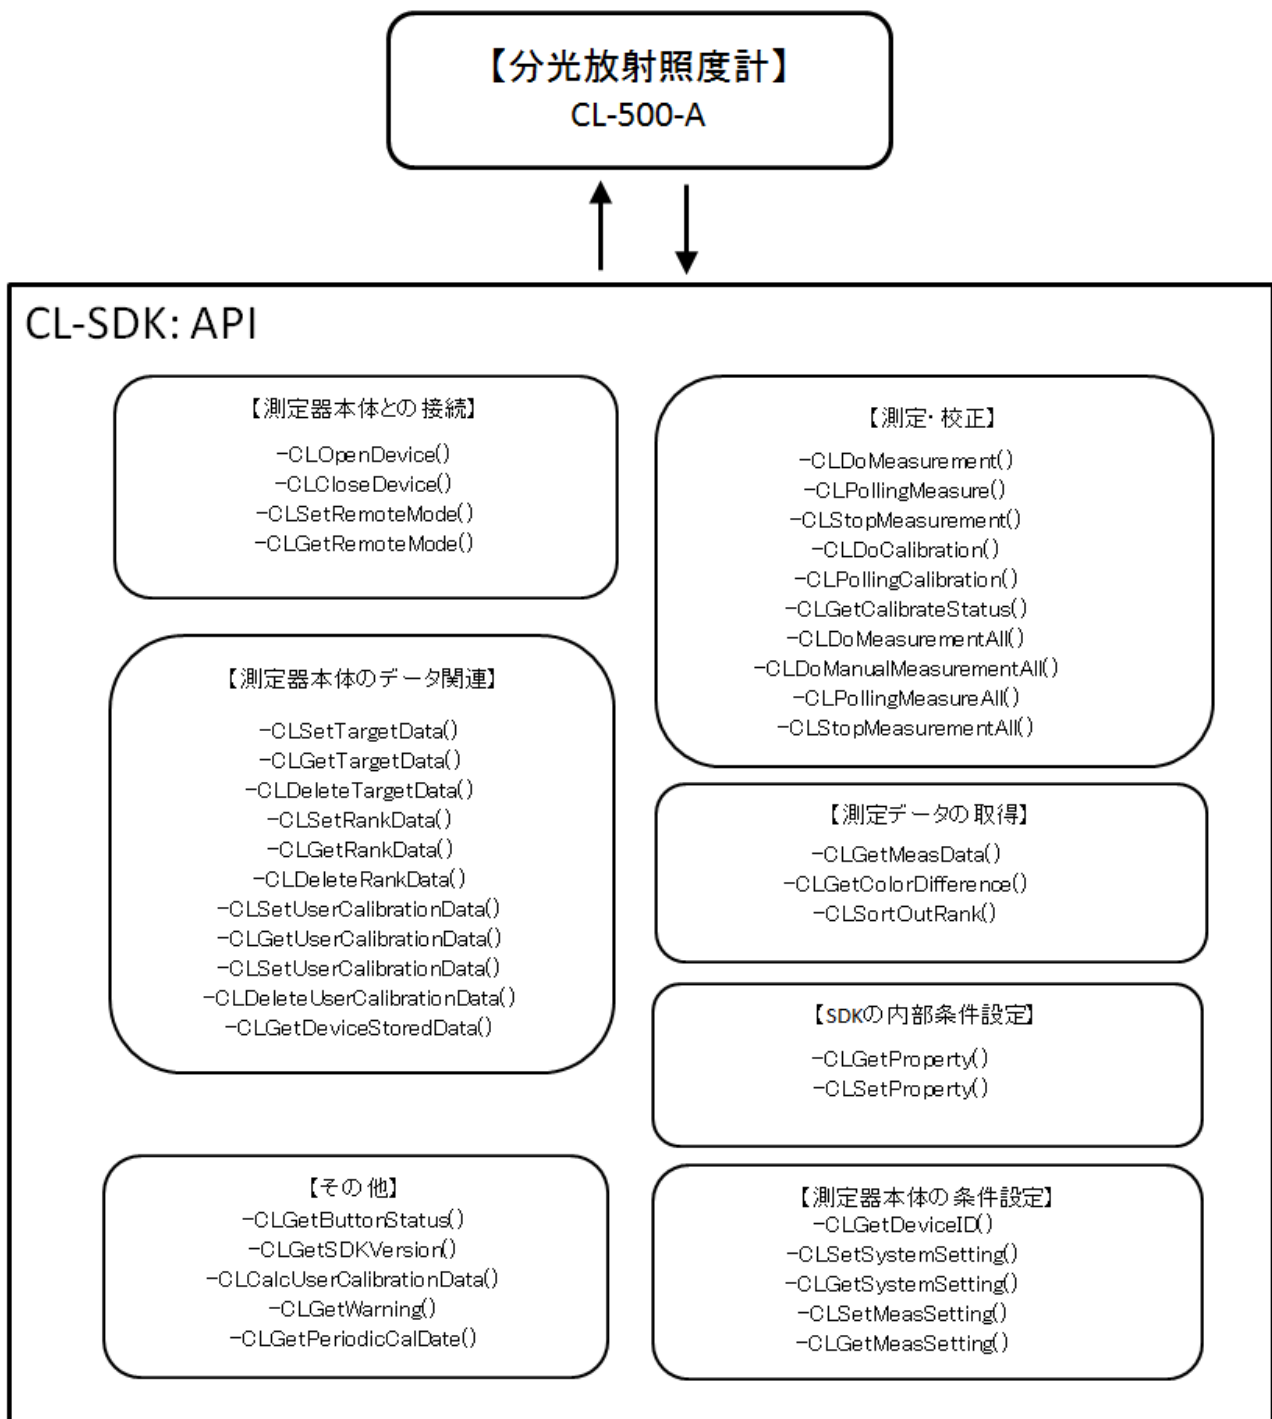 【分光放射照度計】
CL-500-A
CL-SDK: API
【測定器本体との接続】
-CLOpenDevice()
-CLCloseDevice()
-CLSetRemoteMode()
-CLGetRemoteMode()
【測定器本体のデータ関連】
-CLSetTargetData()
-CLGetTargetData()
-CLDeleteTargetData()
-CLSetRankData()
-CLGetRankData()
-CLDeleteRankData()
-CLSetUserCalibrationData()
-CLGetUserCalibrationData()
-CLSetUserCalibrationData()
-CLDeleteUserCalibrationData()
-CLGetDeviceStoredData()
【その他】
-CLGetButtonStatus()
-CLGetSDKVersion()
-CLCalcUserCalibrationData()
-CLGetWarning()
-CLGetPeriodicCalDate()
【測定・校正】
-CLDoMeasurement()
-CLPollingMeasure()
-CLStopMeasurement()
-CLDoCalibration()
-CLPollingCalibration()
-CLGetCalibrateStatus()
-CLDoMeasurementAll()
-CLDoManualMeasurementAll()
-CLPollingMeasureAll()
-CLStopMeasurementAll()
【測定データの取得】
-CLGetMeasData()
-CLGetColorDifference()
-CLSortOutRank()
【SDKの内部条件設定】
-CLGetProperty()
-CLSetProperty()
【測定器本体の条件設定】
-CLGetDeviceID()
-CLSetSystemSetting()
-CLGetSystemSetting()
-CLSetMeasSetting()
-CLGetMeasSetting()